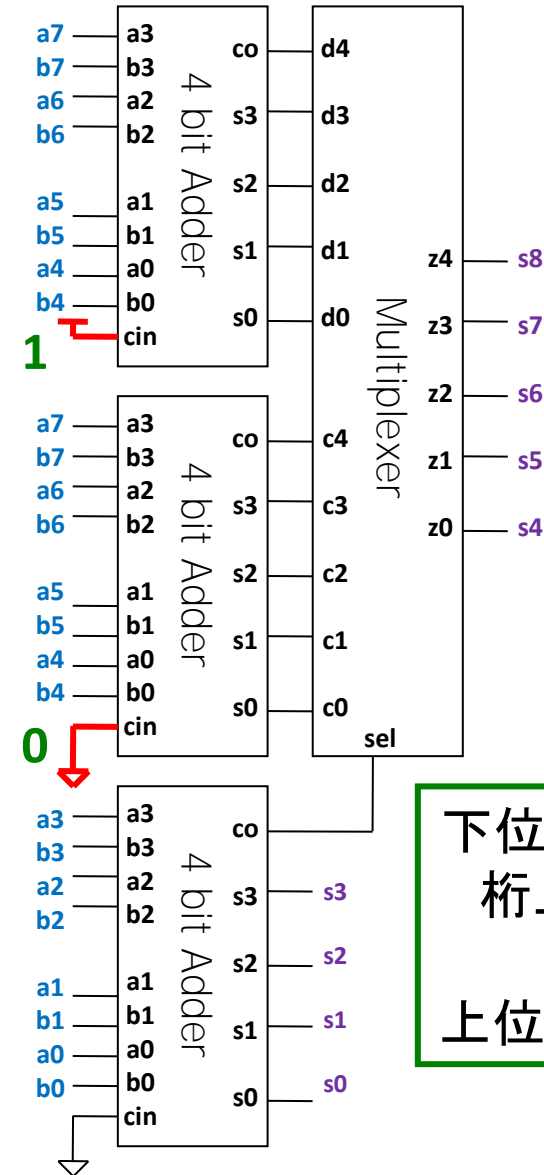 a7 a3 co d4
b7 b3
a6 a2 s3 d3
b6 b2
4 bit Adder
s2 d2
a5 a1
b5 b1 s1 d1
a4 a0
b4 b0 s0 d0
cin
1
Multiplexer
z4 s8
z3 s7
z2 s6
z1 s5
z0 s4
a7 a3 co c4
b7 b3
a6 a2 s3 c3
b6 b2
4 bit Adder
s2 c2
a5 a1
b5 b1 s1 c1
a4 a0
b4 b0 s0 c0
cin
0
sel
a3 a3 co
b3 b3
a2 a2 s3 s3
b2 b2
4 bit Adder
s2 s2
a1 a1
b1 b1 s1 s1
a0 a0
b0 b0 s0 s0
cin
下位
桁上
上位